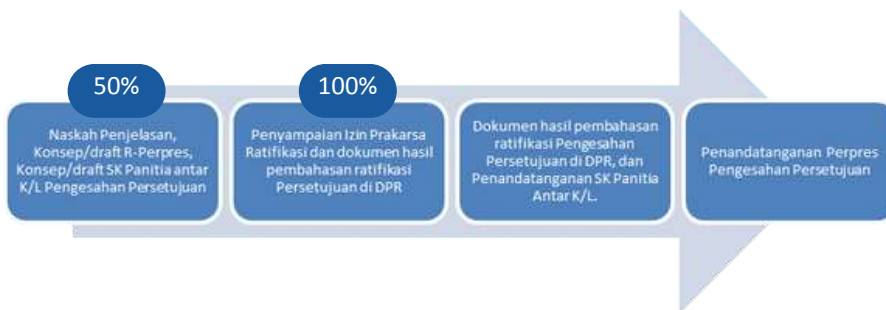 50%
100%
Naskah Penjelasan,
Konsep/draft R-Perpres,
Konsep/draft SK Panitia antar
K/L Pengesahan Persetujuan
Penyampaian Izin Prakarsa
Ratifikasi dan dokumen hasil
pembahasan ratifikasi
Persetujuan di DPR
Dokumen hasil pembahasan
ratifikasi Pengesahan
Persetujuan di DPR, dan
Penandatanganan SK Panitia
Antar K/L.
Penandatanganan Perpres
Pengesahan Persetujuan